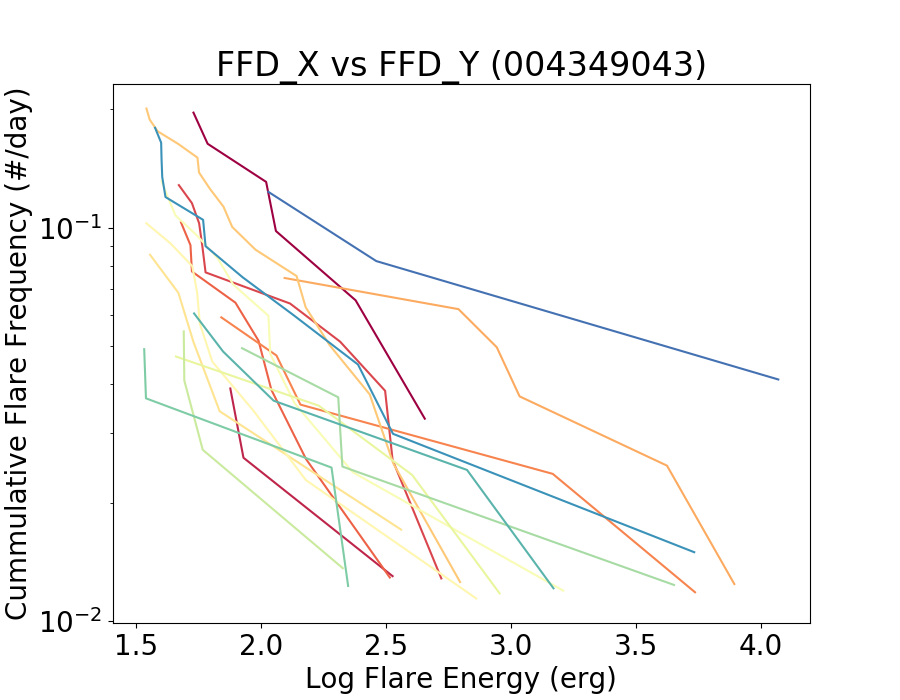 FFD_X vs FFD_Y (004349043)
Cummulative Flare Frequency (#/day)
10⁻¹
10⁻²
1.5 2.0 2.5 3.0 3.5 4.0
Log Flare Energy (erg)